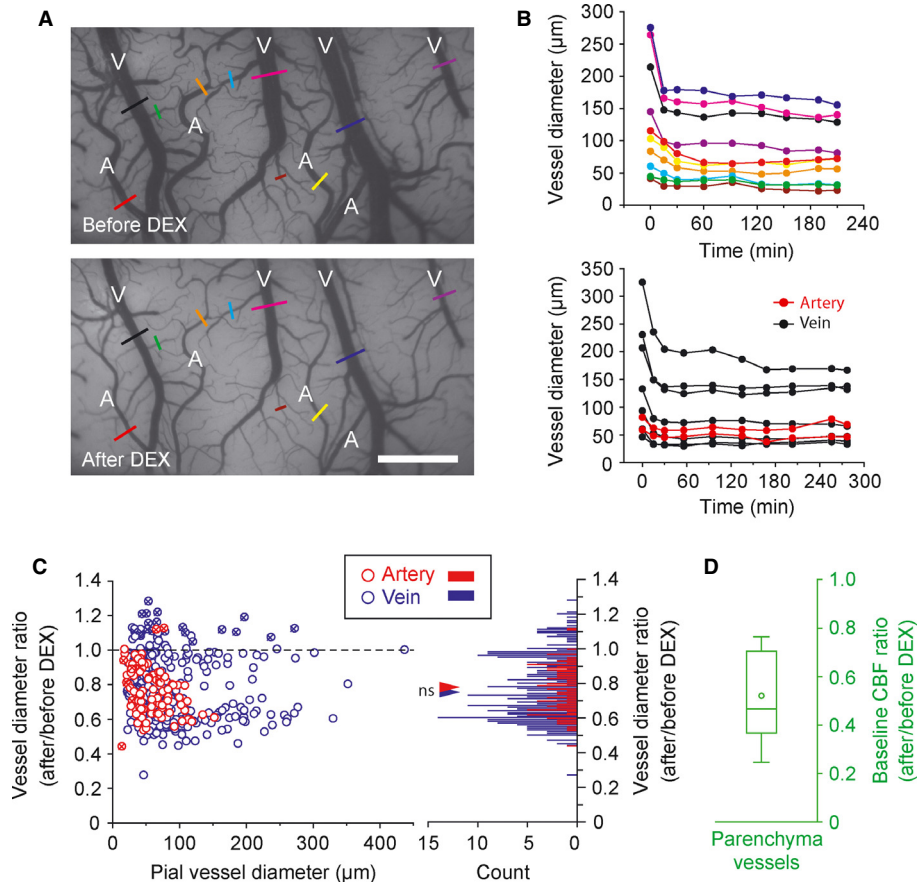 A
V
V
V
V
A
A
A
A
Before DEX
V
V
V
V
A
A
A
A
After DEX
B
Vessel diameter (µm)
300
250
200
150
100
50
0
0 60 120 180 240
Time (min)
Vessel diameter (µm)
350
300
250
200
150
100
50
0
Artery
Vein
0 60 120 180 240 300
Time (min)
C
Artery
Vein
Vessel diameter ratio
(after/before DEX)
1.4
1.2
1.0
0.8
0.6
0.4
0.2
0
0 100 200 300 400
Pial vessel diameter (µm)
ns
15 10 5 0
Count
1.4
1.2
1.0
0.8
0.6
0.4
0.2
0
Vessel diameter ratio
(after/before DEX)
D
1.0
0.8
0.6
0.4
0.2
0
Baseline CBF ratio
(after/before DEX)
Parenchyma
vessels